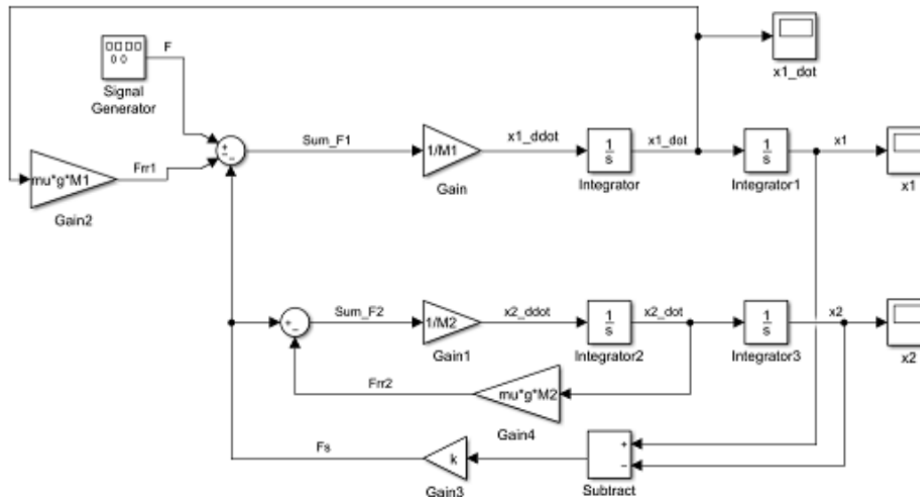 x1_dot
F
Signal
Generator
+
-
-
Sum_F1
1/M1
Gain
x1_ddot
1
s
Integrator
x1_dot
1
s
Integrator1
x1
x1
mu*g*M1
Frr1
Gain2
+
-
Sum_F2
1/M2
Gain1
x2_ddot
1
s
Integrator2
x2_dot
1
s
Integrator3
x2
x2
Frr2
mu*g*M2
Gain4
Fs
k
Gain3
+
−
Subtract